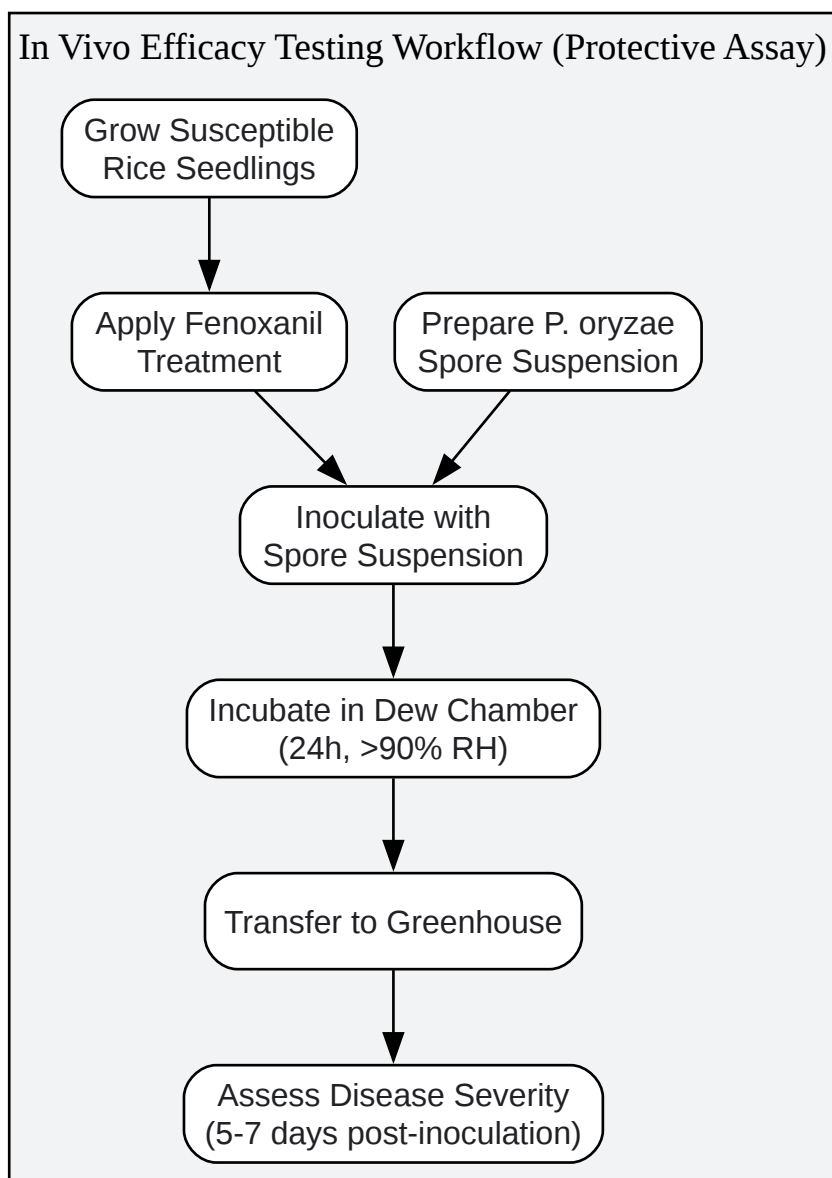 In Vivo Efficacy Testing Workflow (Protective Assay)
Grow Susceptible
Rice Seedlings
Apply Fenoxanil
Treatment
Prepare P. oryzae
Spore Suspension
Inoculate with
Spore Suspension
Incubate in Dew Chamber
(24h, >90% RH)
Transfer to Greenhouse
Assess Disease Severity
(5-7 days post-inoculation)